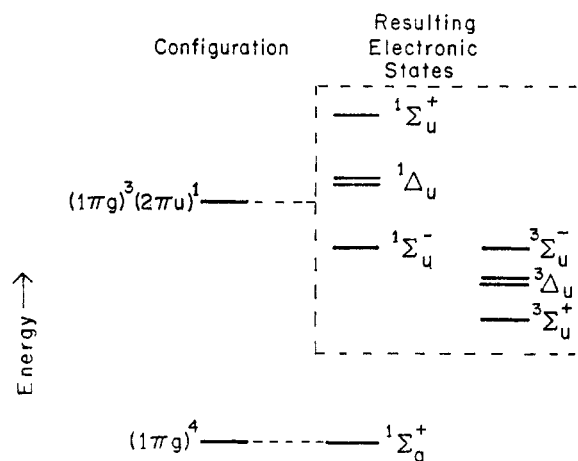 Configuration
Resulting
Electronic
States
¹Σᵤ⁺
¹Δᵤ
(1πg)³(2πu)¹
¹Σᵤ⁻ ³Σᵤ⁻
³Δᵤ
³Σᵤ⁺
Energy →
(1πg)⁴
¹Σg⁺